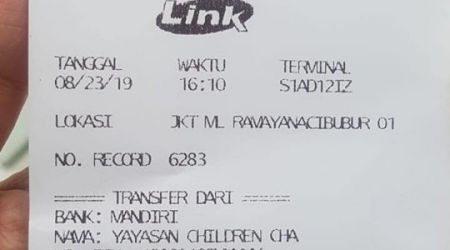 Link
TANGGAL WAKTU TERMINAL
08/23/19 16:10 S1AD12IZ
LOKASI JKT ML RAMAYANACIBUBUR 01
NO. RECORD 6283
===== TRANSFER DARI =====
BANK: MANDIRI
NAMA: YAYASAN CHILDREN CHA